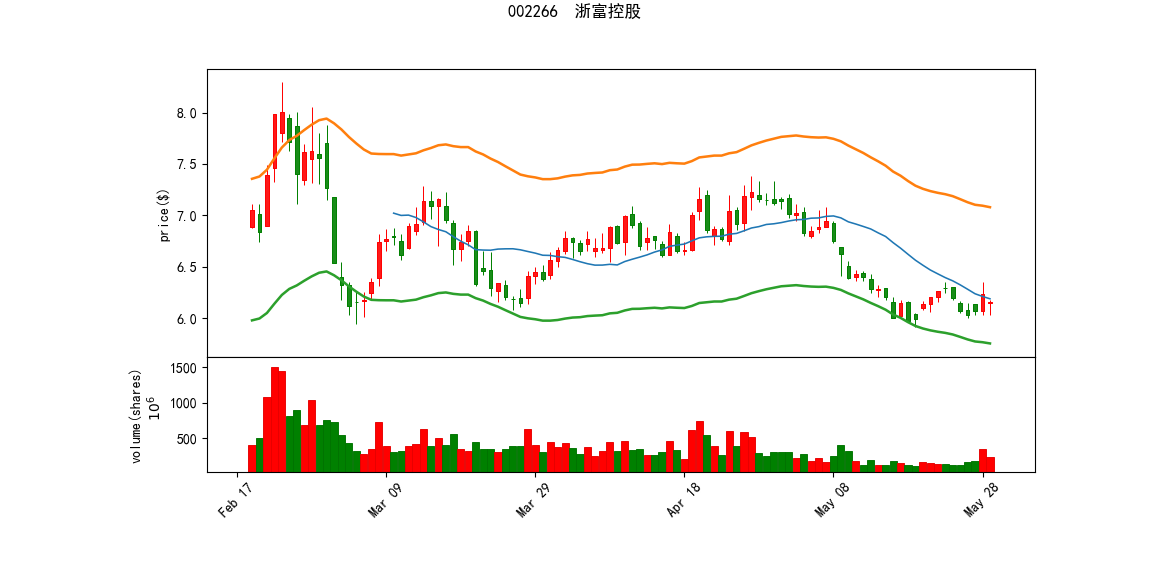 002266 浙富控股
price($)
8.0
7.5
7.0
6.5
6.0
volume(shares)
10^6
1500
1000
500
Feb 17
Mar 09
Mar 29
Apr 18
May 08
May 28